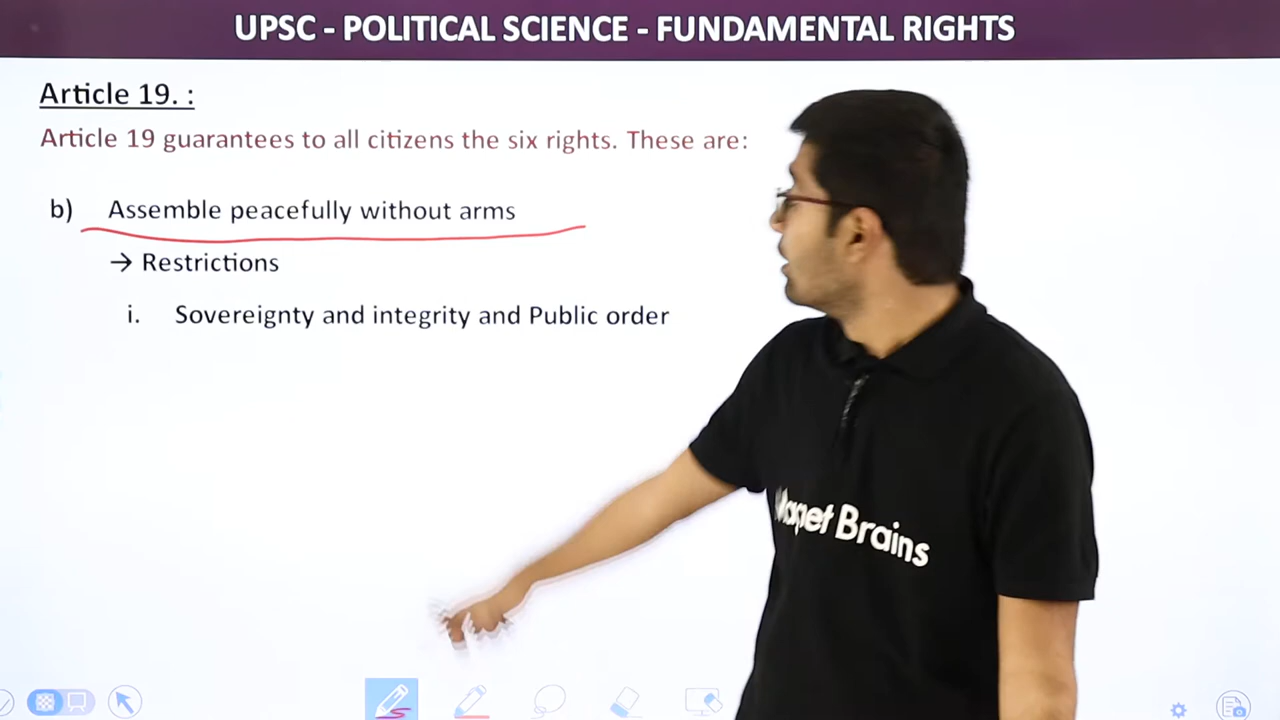 UPSC - POLITICAL SCIENCE - FUNDAMENTAL RIGHTS
Article 19. :
Article 19 guarantees to all citizens the six rights. These are:
b) Assemble peacefully without arms
→ Restrictions
i. Sovereignty and integrity and Public order
Magnet Brains